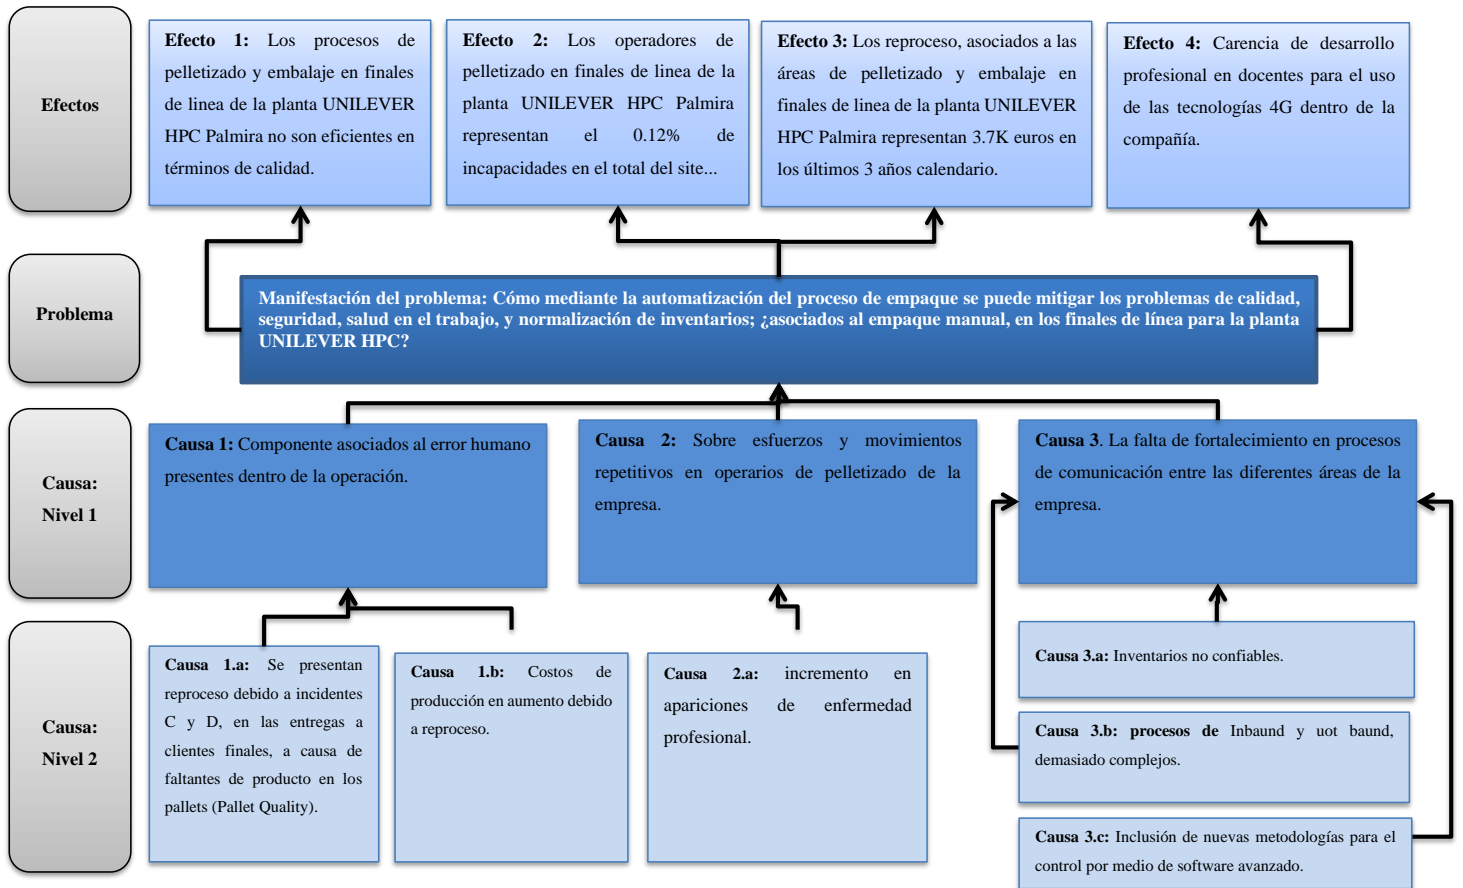 Efectos
Efecto 1: Los procesos de
pelletizado y embalaje en finales
de linea de la planta UNILEVER
HPC Palmira no son eficientes en
términos de calidad.
Efecto 2: Los operadores de
pelletizado en finales de linea de la
planta UNILEVER HPC Palmira
representan el 0.12% de
incapacidades en el total del site...
Efecto 3: Los reproceso, asociados a las
áreas de pelletizado y embalaje en
finales de linea de la planta UNILEVER
HPC Palmira representan 3.7K euros en
los últimos 3 años calendario.
Efecto 4: Carencia de desarrollo
profesional en docentes para el uso
de las tecnologías 4G dentro de la
compañía.
Problema
Manifestación del problema: Cómo mediante la automatización del proceso de empaque se puede mitigar los problemas de calidad,
seguridad, salud en el trabajo, y normalización de inventarios; ¿asociados al empaque manual, en los finales de línea para la planta
UNILEVER HPC?
Causa:
Nivel 1
Causa 1: Componente asociados al error humano
presentes dentro de la operación.
Causa 2: Sobre esfuerzos y movimientos
repetitivos en operarios de pelletizado de la
empresa.
Causa 3. La falta de fortalecimiento en procesos
de comunicación entre las diferentes áreas de la
empresa.
Causa:
Nivel 2
Causa 1.a: Se presentan
reproceso debido a incidentes
C y D, en las entregas a
clientes finales, a causa de
faltantes de producto en los
pallets (Pallet Quality).
Causa 1.b: Costos de
producción en aumento debido
a reproceso.
Causa 2.a: incremento en
apariciones de enfermedad
profesional.
Causa 3.a: Inventarios no confiables.
Causa 3.b: procesos de Inbaund y uot baund,
demasiado complejos.
Causa 3.c: Inclusión de nuevas metodologías para el
control por medio de software avanzado.